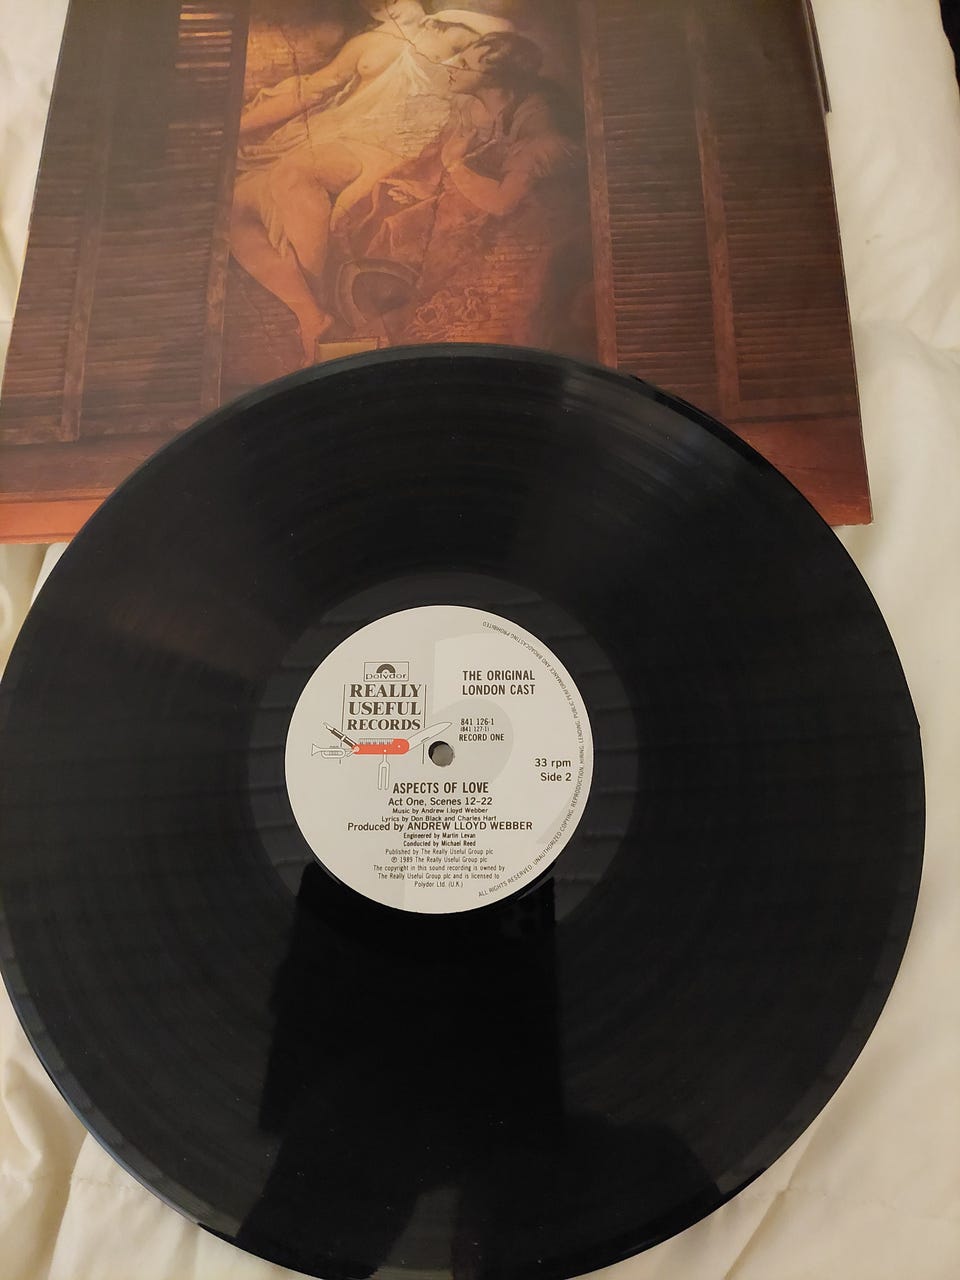 polydor
REALLY
USEFUL
RECORDS
THE ORIGINAL
LONDON CAST
841 126-1
(841 127-1)
RECORD ONE
33 rpm
Side 2
ASPECTS OF LOVE
Act One, Scenes 12-22
Music by Andrew Lloyd Webber
Lyrics by Don Black and Charles Hart
Produced by ANDREW LLOYD WEBBER
Engineered by Martin Levan
Conducted by Michael Reed
Published by The Really Useful Group plc
℗ 1989 The Really Useful Group plc
The copyright in this sound recording is owned by
The Really Useful Group plc and is licensed to
Polydor Ltd. (U.K.)
ALL RIGHTS RESERVED. UNAUTHORIZED COPYING, REPRODUCTION, HIRING, LENDING, PUBLIC PERFORMANCE AND BROADCASTING PROHIBITED